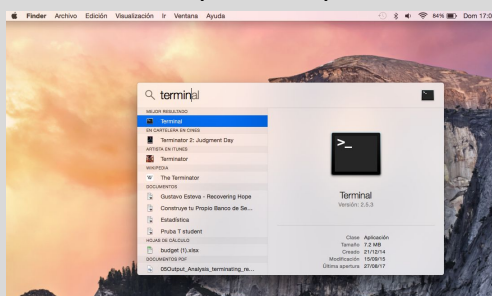 Finder Archivo Edición Visualización Ir Ventana Ayuda 84% Dom 17:0
terminal
MEJOR RESULTADO
Terminal
EN CARTELERA EN CINES
Terminator 2: Judgment Day
ARTISTA EN ITUNES
Terminator
WIKIPEDIA
W The Terminator
DOCUMENTOS
Gustavo Esteva - Recovering Hope
Construye tu Propio Banco de Se...
Estadística
Pruba T student
HOJAS DE CÁLCULO
budget (1).xlsx
DOCUMENTOS PDF
05Output_Analysis_terminating_re...
>_
Terminal
Versión: 2.5.3
Clase Aplicación
Tamaño 7.2 MB
Creado 21/12/14
Modificación 15/09/15
Última apertura 27/08/17